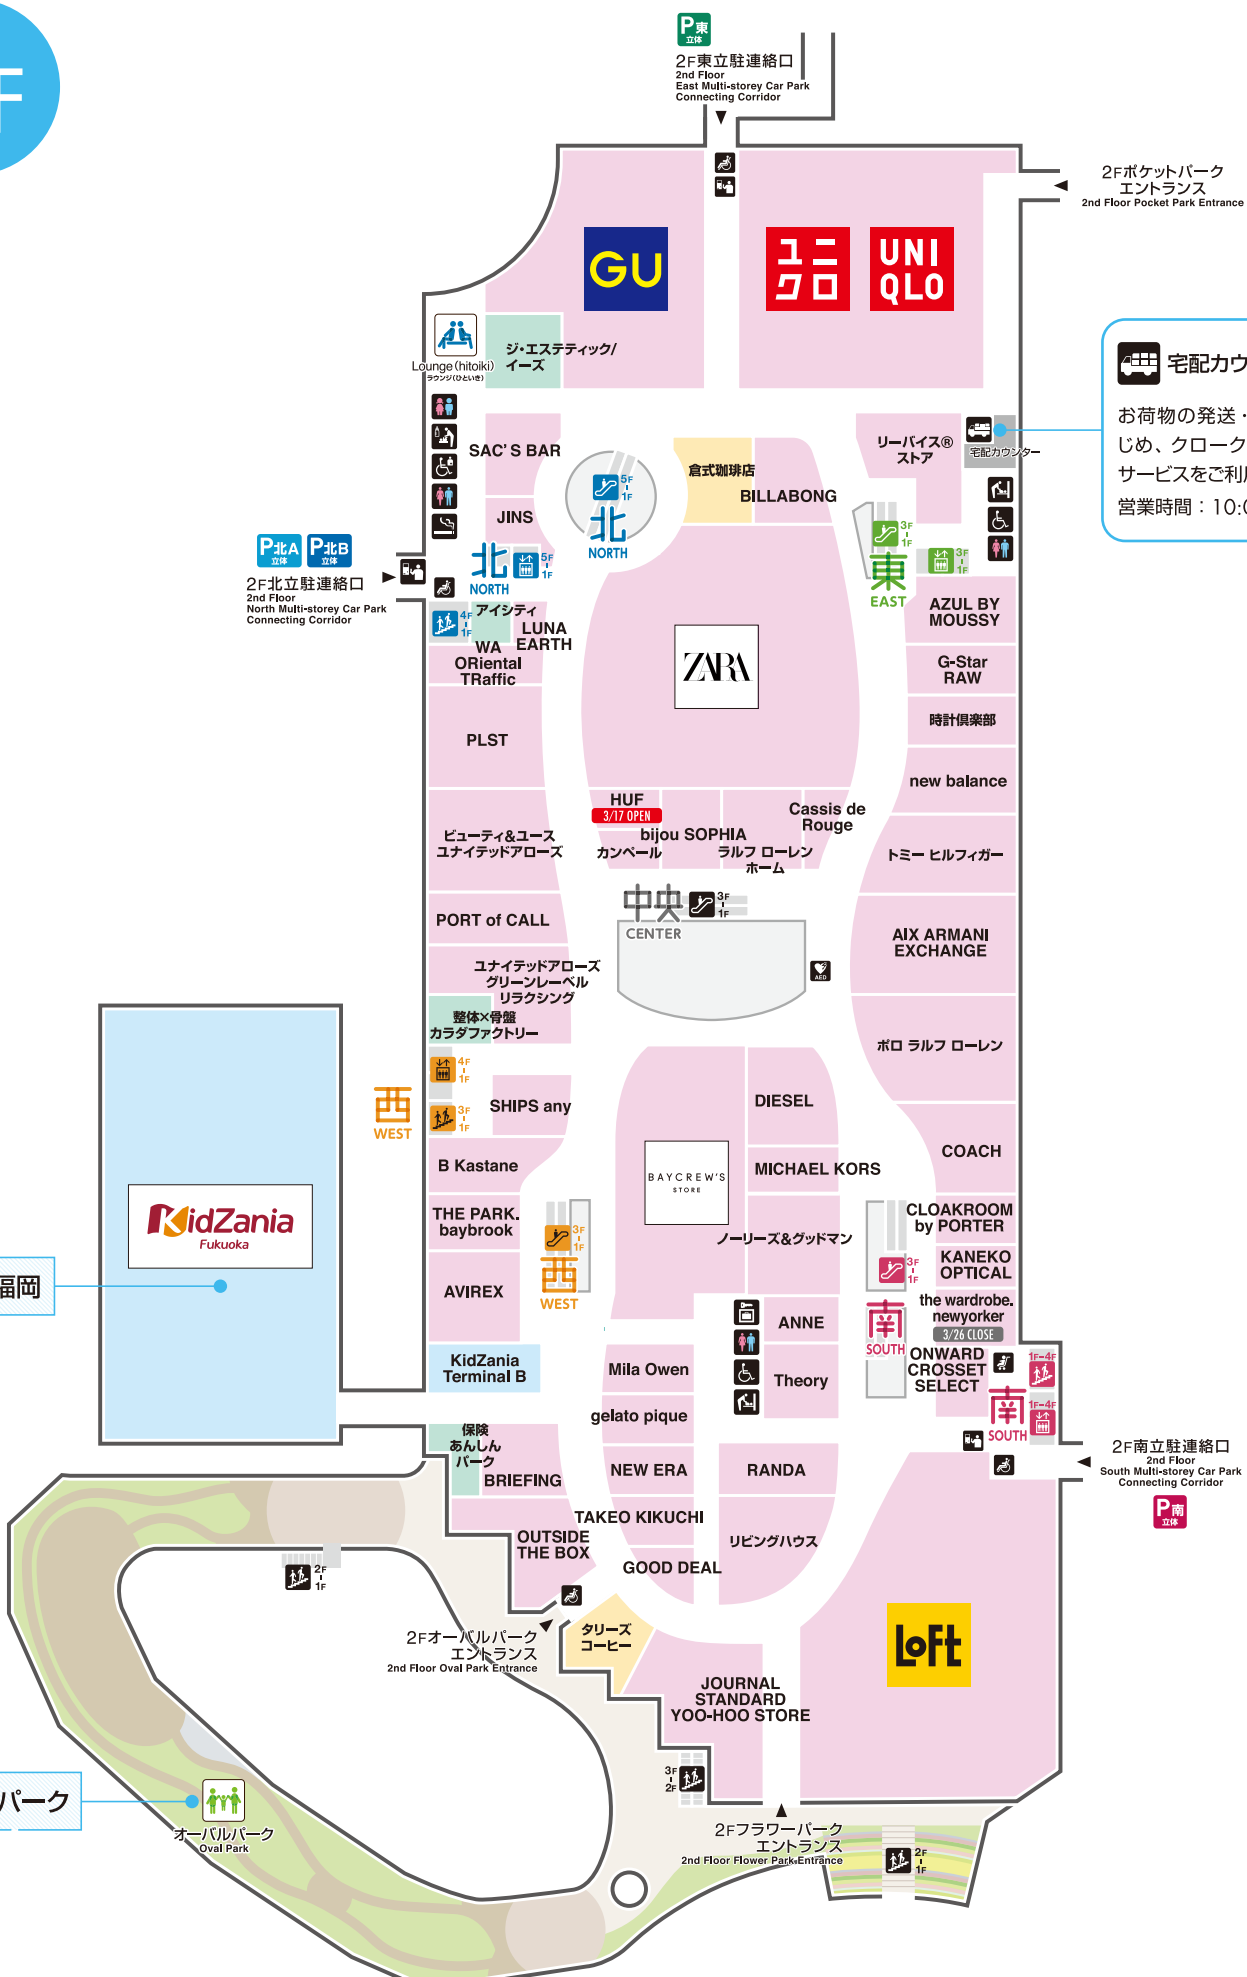 F
P東
立体
2F東立駐連絡口
2nd Floor
East Multi-storey Car Park
Connecting Corridor
2Fポケットパーク
エントランス
2nd Floor Pocket Park Entrance
GU
ユニ
クロ
UNI
QLO
Lounge(hitoiki)
ラウンジ(ひといき)
ジ・エステティック/
イーズ
宅配カウ
お荷物の発送・
じめ、クローク
サービスをご利
営業時間:10:0
SAC'S BAR
JINS
5F
1F
北
NORTH
倉式珈琲店
BILLABONG
リーバイス®
ストア
宅配カウンター
3F
1F
東
EAST
3F
1F
P北A
立体
P北B
立体
2F北立駐連絡口
2nd Floor
North Multi-storey Car Park
Connecting Corridor
北
NORTH
5F
1F
4F
1F
アイシティ
LUNA
EARTH
WA
ORiental
TRaffic
ZARA
AZUL BY
MOUSSY
G-Star
RAW
時計倶楽部
PLST
new balance
HUF
3/17 OPEN
カンペール
bijou SOPHIA
ラルフ ローレン
ホーム
Cassis de
Rouge
ビューティ&ユース
ユナイテッドアローズ
トミー ヒルフィガー
中央
CENTER
3F
1F
AED
PORT of CALL
AIX ARMANI
EXCHANGE
ユナイテッドアローズ
グリーンレーベル
リラクシング
整体×骨盤
カラダファクトリー
ポロ ラルフ ローレン
4F
1F
西
WEST
3F
1F
SHIPS any
DIESEL
B Kastane
BAYCREW'S
STORE
MICHAEL KORS
COACH
KidZania
Fukuoka
THE PARK.
baybrook
3F
1F
西
WEST
ノーリーズ&グッドマン
CLOAKROOM
by PORTER
3F
1F
KANEKO
OPTICAL
福岡
AVIREX
the wardrobe.
newyorker
3/26 CLOSE
南
SOUTH
ANNE
KidZania
Terminal B
Mila Owen
Theory
ONWARD
CROSSET
SELECT
1F-4F
1F-4F
南
SOUTH
gelato pique
保険
あんしん
パーク
BRIEFING
NEW ERA
RANDA
2F南立駐連絡口
2nd Floor
South Multi-storey Car Park
Connecting Corridor
P南
立体
TAKEO KIKUCHI
OUTSIDE
THE BOX
GOOD DEAL
リビングハウス
2F
1F
2Fオーバルパーク
エントランス
2nd Floor Oval Park Entrance
タリーズ
コーヒー
LoFt
JOURNAL
STANDARD
YOO-HOO STORE
3F
2F
パーク
オーバルパーク
Oval Park
2Fフラワーパーク
エントランス
2nd Floor Flower Park Entrance
2F
1F